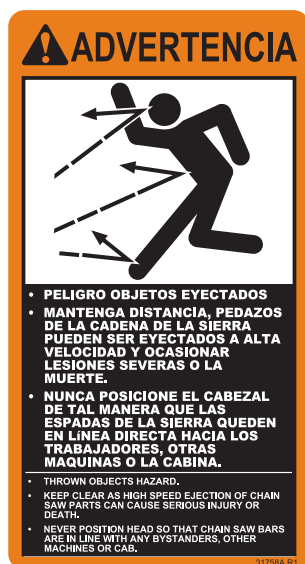 ADVERTENCIA
• PELIGRO OBJETOS EYECTADOS
• MANTENGA DISTANCIA, PEDAZOS
DE LA CADENA DE LA SIERRA
PUEDEN SER EYECTADOS A ALTA
VELOCIDAD Y OCASIONAR
LESIONES SEVERAS O LA
MUERTE.
• NUNCA POSICIONE EL CABEZAL
DE TAL MANERA QUE LAS
ESPADAS DE LA SIERRA QUEDEN
EN LíNEA DIRECTA HACIA LOS
TRABAJADORES, OTRAS
MAQUINAS O LA CABINA.
• THROWN OBJECTS HAZARD.
• KEEP CLEAR AS HIGH SPEED EJECTION OF CHAIN
SAW PARTS CAN CAUSE SERIOUS INJURY OR
DEATH.
• NEVER POSITION HEAD SO THAT CHAIN SAW BARS
ARE IN LINE WITH ANY BYSTANDERS, OTHER
MACHINES OR CAB.
31758A R1